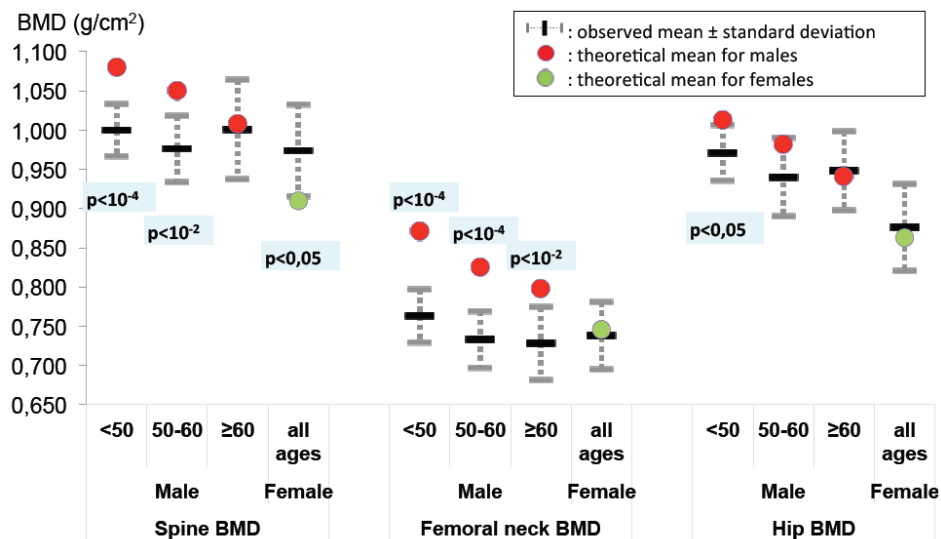 BMD (g/cm²)
: observed mean ± standard deviation
: theoretical mean for males
: theoretical mean for females
1,100
1,050
1,000
0,950
0,900
0,850
0,800
0,750
0,700
0,650
p<10⁻⁴
p<10⁻²
p<0,05
p<10⁻⁴
p<10⁻⁴
p<10⁻²
p<0,05
<50 50-60 ≥60 all ages <50 50-60 ≥60 all ages <50 50-60 ≥60 all ages
Male Female Male Female Male Female
Spine BMD Femoral neck BMD Hip BMD